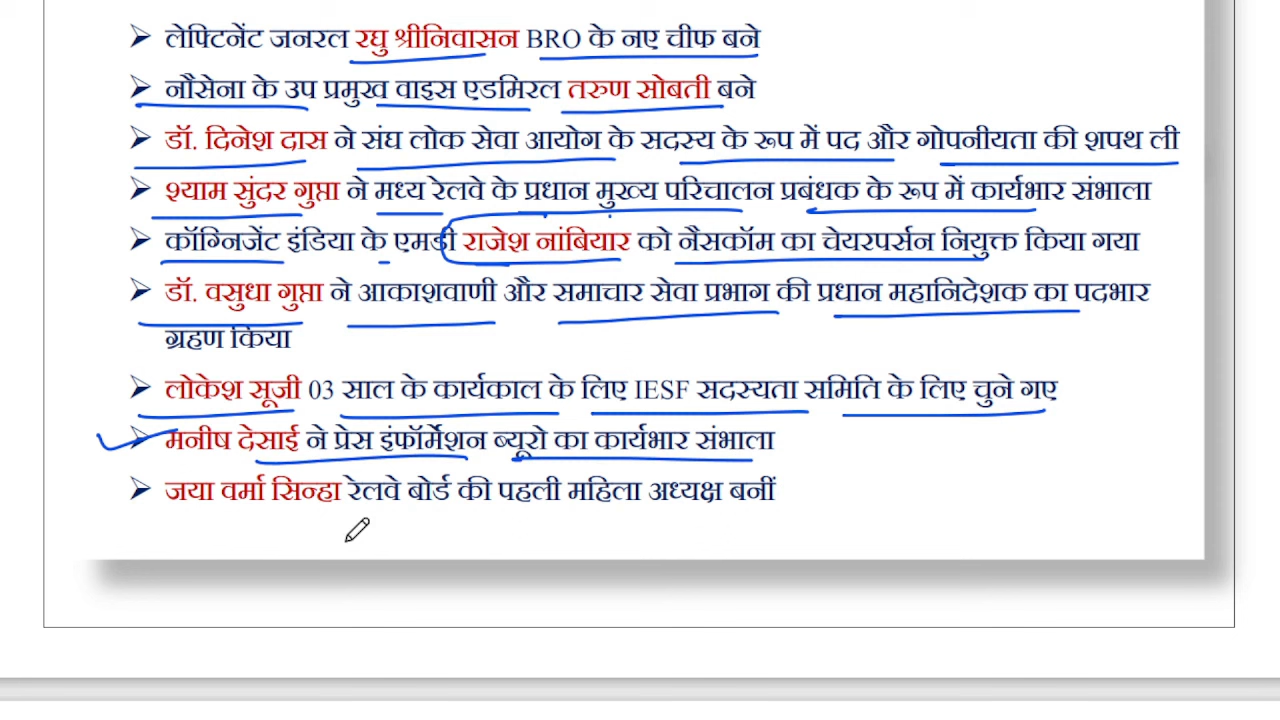 ➢ लेफ्टिनेंट जनरल रघु श्रीनिवासन BRO के नए चीफ बने
➢ नौसेना के उप प्रमुख वाइस एडमिरल तरुण सोबती बने
➢ डॉ. दिनेश दास ने संघ लोक सेवा आयोग के सदस्य के रूप में पद और गोपनीयता की शपथ ली
➢ श्याम सुंदर गुप्ता ने मध्य रेलवे के प्रधान मुख्य परिचालन प्रबंधक के रूप में कार्यभार संभाला
➢ कॉग्निजेंट इंडिया के एमडी राजेश नांबियार को नैसकॉम का चेयरपर्सन नियुक्त किया गया
➢ डॉ. वसुधा गुप्ता ने आकाशवाणी और समाचार सेवा प्रभाग की प्रधान महानिदेशक का पदभार
ग्रहण किया
➢ लोकेश सूजी 03 साल के कार्यकाल के लिए IESF सदस्यता समिति के लिए चुने गए
➢ मनीष देसाई ने प्रेस इंफॉर्मेशन ब्यूरो का कार्यभार संभाला
➢ जया वर्मा सिन्हा रेलवे बोर्ड की पहली महिला अध्यक्ष बनीं